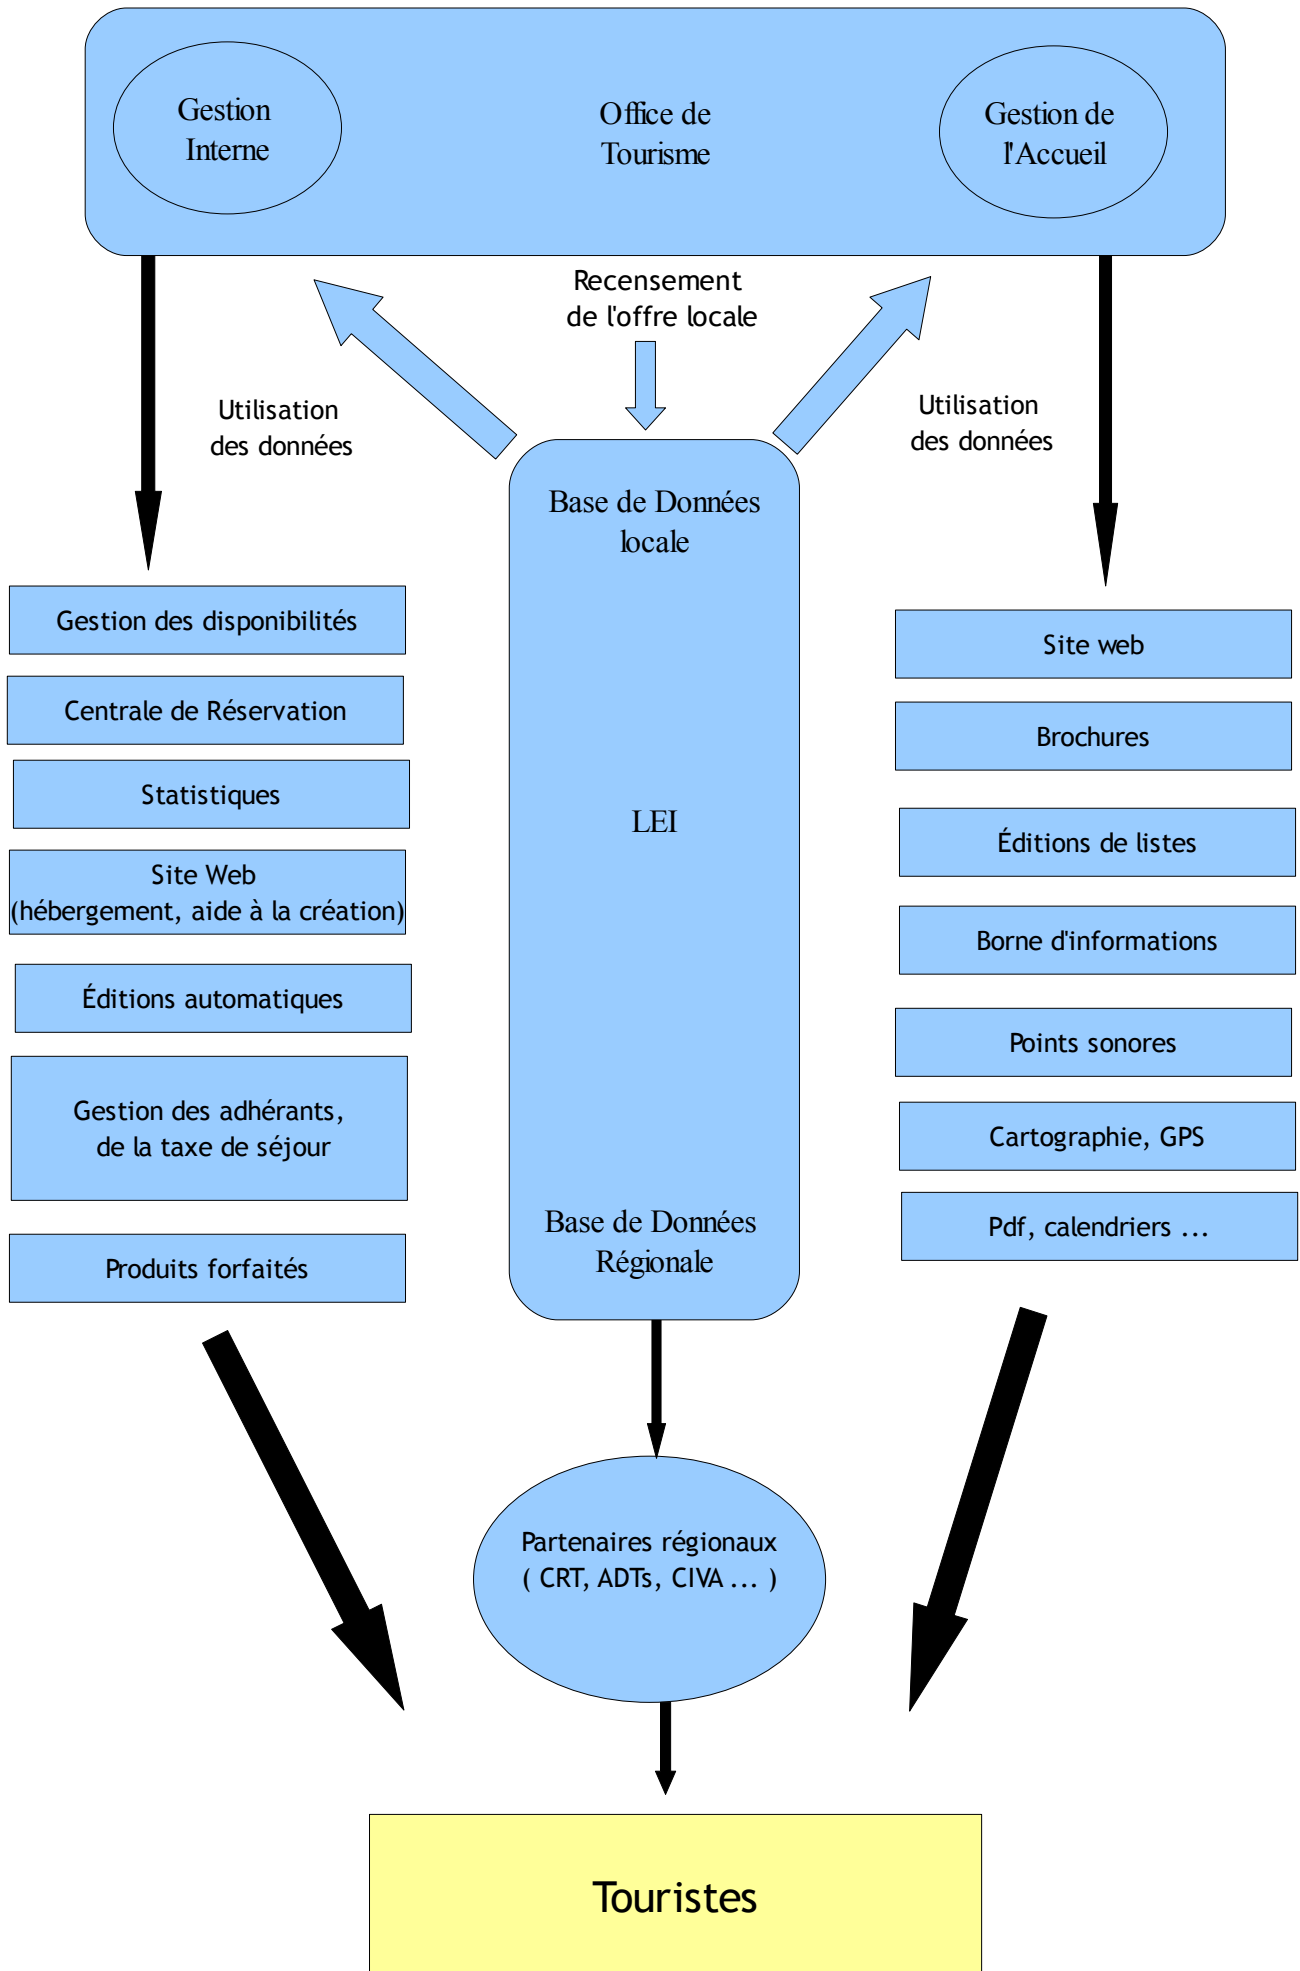 Gestion
Interne
Office de
Tourisme
Gestion de
l'Accueil
Recensement
de l'offre locale
Utilisation
des données
Utilisation
des données
Base de Données
locale
LEI
Base de Données
Régionale
Gestion des disponibilités
Centrale de Réservation
Statistiques
Site Web
(hébergement, aide à la création)
Éditions automatiques
Gestion des adhérants,
de la taxe de séjour
Produits forfaités
Site web
Brochures
Éditions de listes
Borne d'informations
Points sonores
Cartographie, GPS
Pdf, calendriers ...
Partenaires régionaux
( CRT, ADTs, CIVA ... )
Touristes